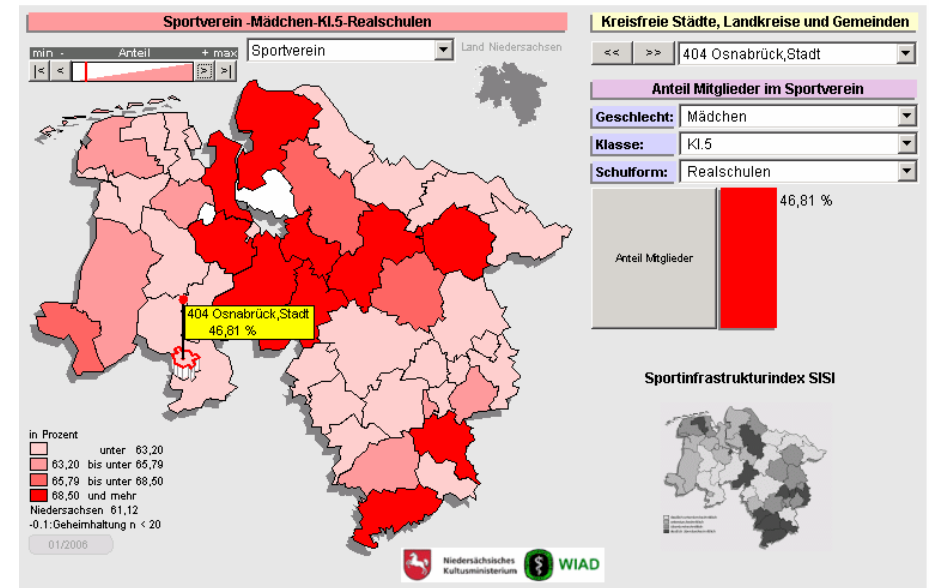 Sportverein -Mädchen-Kl.5-Realschulen
min - Anteil + max
|< < > >|
Sportverein
Land Niedersachsen
404 Osnabrück,Stadt
46,81 %
in Prozent
unter 63,20
63,20 bis unter 65,79
65,79 bis unter 68,50
68,50 und mehr
Niedersachsen 61,12
-0.1:Geheimhaltung n < 20
01/2006
Kreisfreie Städte, Landkreise und Gemeinden
<< >> 404 Osnabrück,Stadt
Anteil Mitglieder im Sportverein
Geschlecht: Mädchen
Klasse: Kl.5
Schulform: Realschulen
46,81 %
Anteil Mitglieder
Sportinfrastrukturindex SISI
Niedersächsisches
Kultusministerium
WIAD